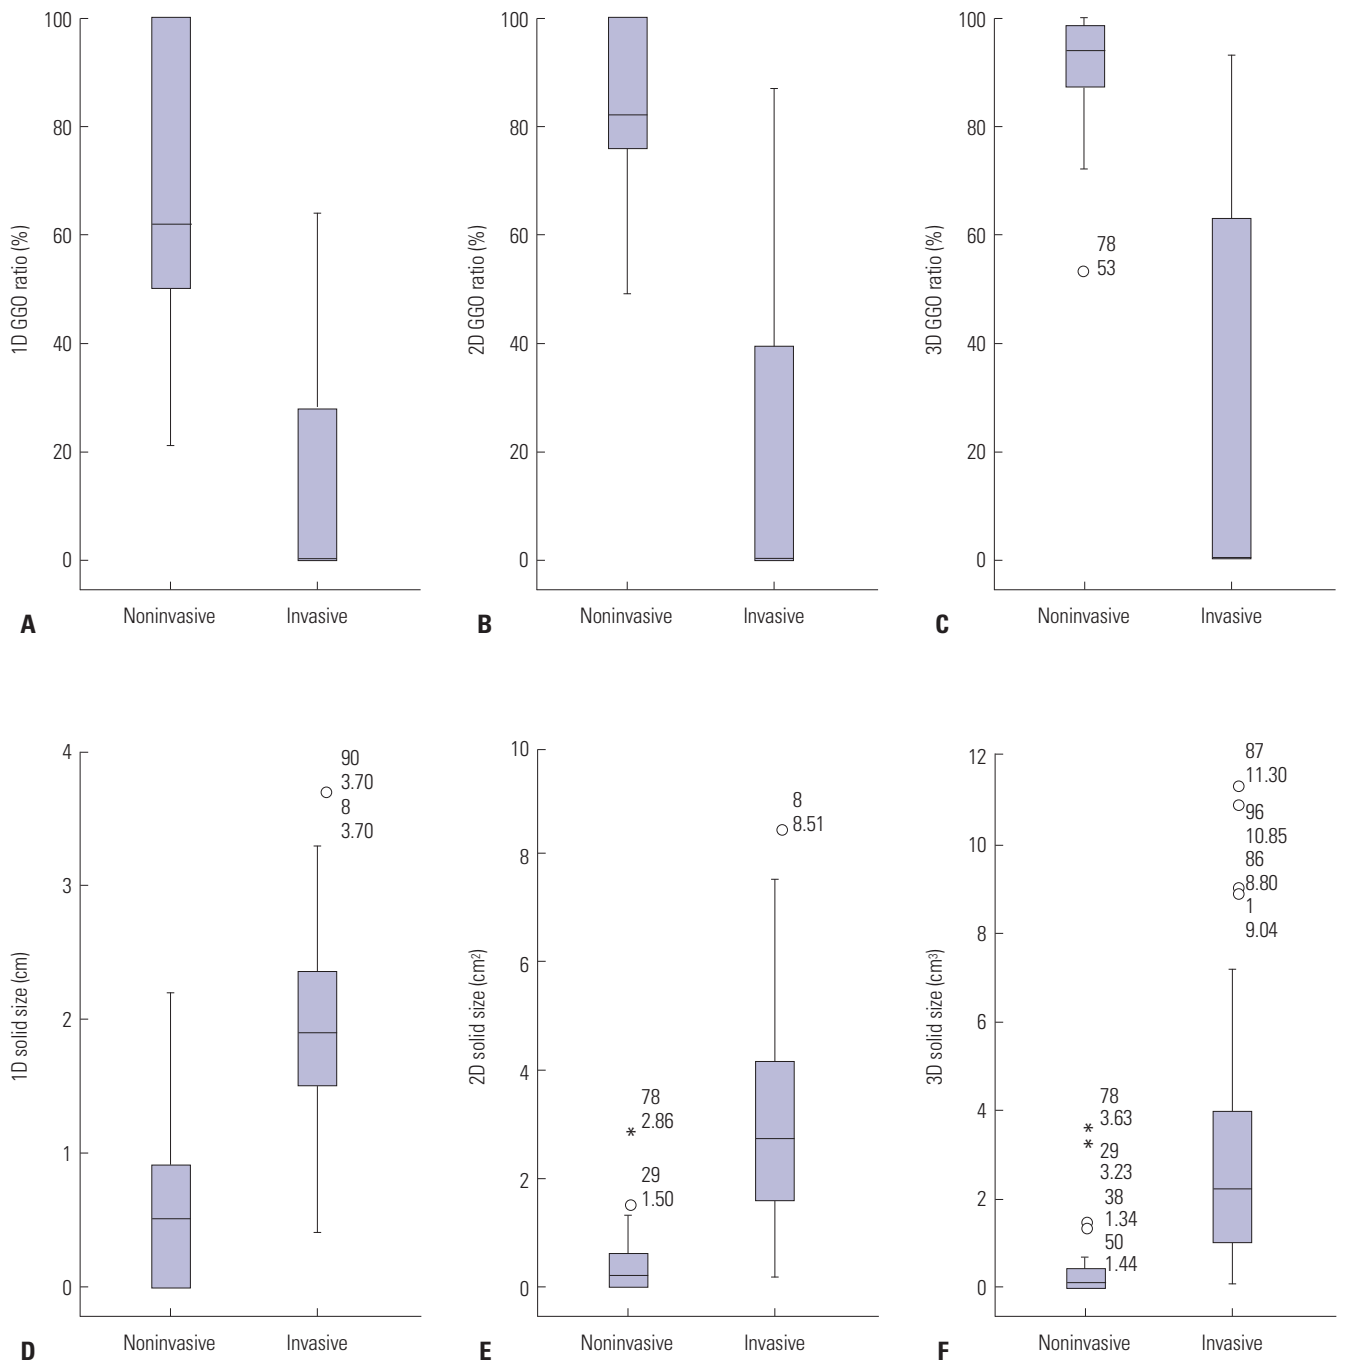 100
80
60
40
20
0
1D GGO ratio (%)
Noninvasive
Invasive
A
100
80
60
40
20
0
2D GGO ratio (%)
Noninvasive
Invasive
B
100
80
60
40
20
0
3D GGO ratio (%)
78
53
Noninvasive
Invasive
C
4
3
2
1
0
1D solid size (cm)
90
3.70
8
3.70
Noninvasive
Invasive
D
10
8
6
4
2
0
2D solid size (cm²)
78
2.86
*
29
1.50
8
8.51
Noninvasive
Invasive
E
12
10
8
6
4
2
0
3D solid size (cm³)
78
3.63
*
*
29
3.23
38
1.34
50
1.44
87
11.30
96
10.85
86
8.80
1
9.04
Noninvasive
Invasive
F